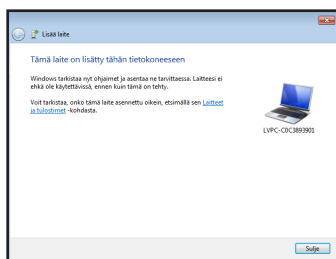 Lisää laite
Tämä laite on lisätty tähän tietokoneeseen
Windows tarkistaa nyt ohjaimet ja asentaa ne tarvittaessa. Laitteesi ei
ehkä ole käytettävissä, ennen kuin tämä on tehty.
Voit tarkistaa, onko tämä laite asennettu oikein, etsimällä sen Laitteet
ja tulostimet -kohdasta.
LVPC-C0C3893901
Sulje